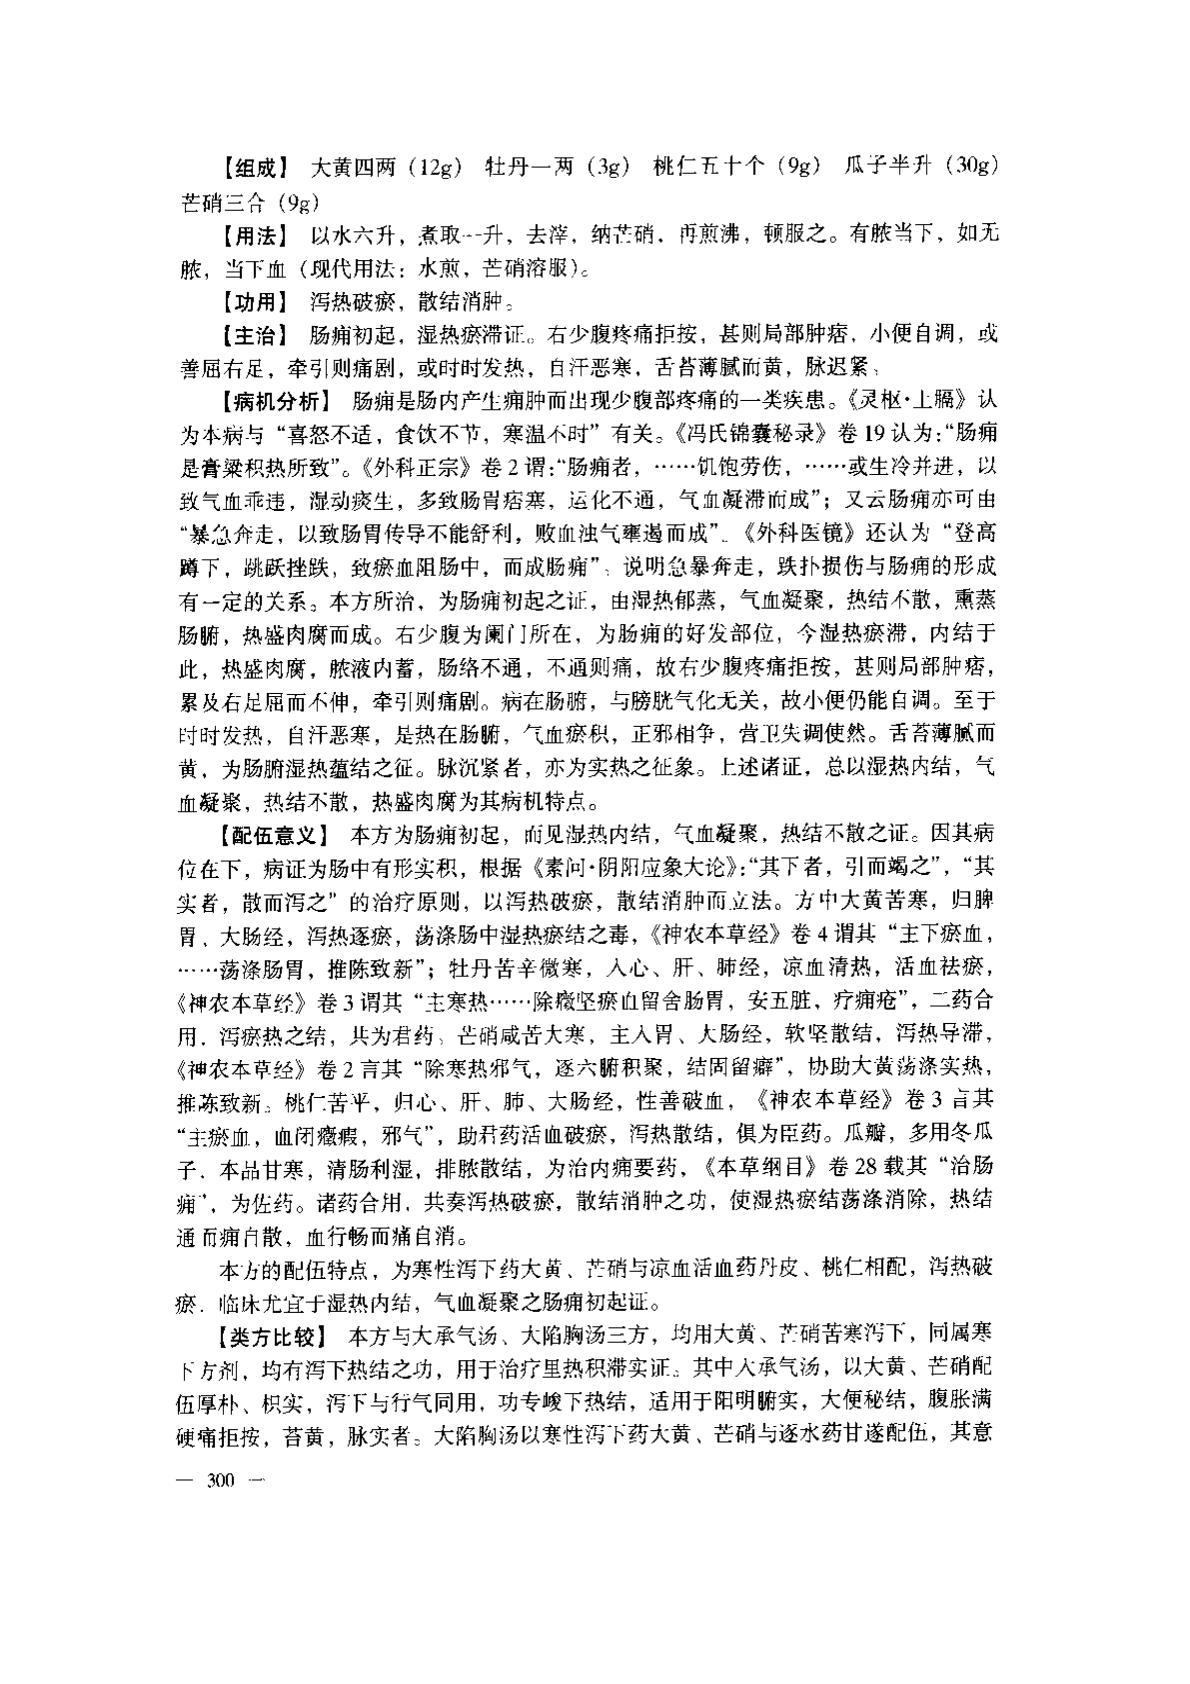 【组成】 大黄四两（12g） 牡丹一两（3g） 桃仁五十个（9g） 瓜子半升（30g）
芒硝三合（9g）
【用法】 以水六升，煮取一升，去滓，纳芒硝，再煎沸，顿服之。有脓当下，如无
脓，当下血（现代用法：水煎，芒硝溶服）。
【功用】 泻热破瘀，散结消肿。
【主治】 肠痈初起，湿热瘀滞证。右少腹疼痛拒按，甚则局部肿痞，小便自调，或
善屈右足，牵引则痛剧，或时时发热，自汗恶寒，舌苔薄腻而黄，脉迟紧。
【病机分析】 肠痈是肠内产生痈肿而出现少腹部疼痛的一类疾患。《灵枢·上膈》认
为本病与“喜怒不适，食饮不节，寒温不时”有关。《冯氏锦囊秘录》卷19认为：“肠痈
是膏粱积热所致”。《外科正宗》卷2谓：“肠痈者，……饥饱劳伤，……或生冷并进，以
致气血乖违，湿动痰生，多致肠胃痞塞，运化不通，气血凝滞而成”；又云肠痈亦可由
“暴急奔走，以致肠胃传导不能舒利，败血浊气壅遏而成”。《外科医镜》还认为“登高
蹲下，跳跃挫跌，致瘀血阻肠中，而成肠痈”。说明急暴奔走，跌扑损伤与肠痈的形成
有一定的关系。本方所治，为肠痈初起之证，由湿热郁蒸，气血凝聚，热结不散，熏蒸
肠腑，热盛肉腐而成。右少腹为阑门所在，为肠痈的好发部位，今湿热瘀滞，内结于
此，热盛肉腐，脓液内蓄，肠络不通，不通则痛，故右少腹疼痛拒按，甚则局部肿痞，
累及右足屈而不伸，牵引则痛剧。病在肠腑，与膀胱气化无关，故小便仍能自调。至于
时时发热，自汗恶寒，是热在肠腑，气血瘀积，正邪相争，营卫失调使然。舌苔薄腻而
黄，为肠腑湿热蕴结之征。脉沉紧者，亦为实热之征象。上述诸证，总以湿热内结，气
血凝聚，热结不散，热盛肉腐为其病机特点。
【配伍意义】 本方为肠痈初起，而见湿热内结，气血凝聚，热结不散之证。因其病
位在下，病证为肠中有形实积，根据《素问·阴阳应象大论》：“其下者，引而竭之”，“其
实者，散而泻之”的治疗原则，以泻热破瘀，散结消肿而立法。方中大黄苦寒，归脾
胃、大肠经，泻热逐瘀，荡涤肠中湿热瘀结之毒，《神农本草经》卷4谓其“主下瘀血，
……荡涤肠胃，推陈致新”；牡丹苦辛微寒，入心、肝、肺经，凉血清热，活血祛瘀，
《神农本草经》卷3谓其“主寒热……除癥坚瘀血留舍肠胃，安五脏，疗痈疮”，二药合
用，泻瘀热之结，共为君药。芒硝咸苦大寒，主入胃、大肠经，软坚散结，泻热导滞，
《神农本草经》卷2言其“除寒热邪气，逐六腑积聚，结固留癖”，协助大黄荡涤实热，
推陈致新。桃仁苦平，归心、肝、肺、大肠经，性善破血，《神农本草经》卷3言其
“主瘀血，血闭癥瘕，邪气”，助君药活血破瘀，泻热散结，俱为臣药。瓜瓣，多用冬瓜
子，本品甘寒，清肠利湿，排脓散结，为治内痈要药，《本草纲目》卷28载其“治肠
痈”，为佐药。诸药合用，共奏泻热破瘀，散结消肿之功，使湿热瘀结荡涤消除，热结
通而痈自散，血行畅而痛自消。
本方的配伍特点，为寒性泻下药大黄、芒硝与凉血活血药丹皮、桃仁相配，泻热破
瘀，临床尤宜于湿热内结，气血凝聚之肠痈初起证。
【类方比较】 本方与大承气汤、大陷胸汤三方，均用大黄、芒硝苦寒泻下，同属寒
下方剂，均有泻下热结之功，用于治疗里热积滞实证。其中大承气汤，以大黄、芒硝配
伍厚朴、枳实，泻下与行气同用，功专峻下热结，适用于阳明腑实，大便秘结，腹胀满
硬痛拒按，苔黄，脉实者。大陷胸汤以寒性泻下药大黄、芒硝与逐水药甘遂配伍，其意
— 300 —